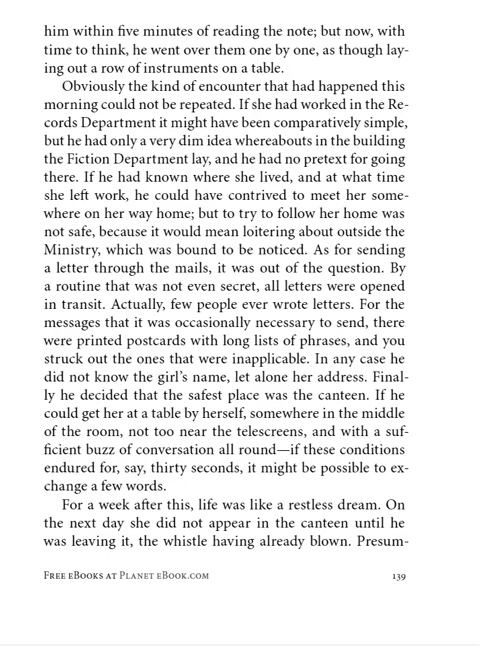 him within five minutes of reading the note; but now, with
time to think, he went over them one by one, as though lay-
ing out a row of instruments on a table.
Obviously the kind of encounter that had happened this
morning could not be repeated. If she had worked in the Re-
cords Department it might have been comparatively simple,
but he had only a very dim idea whereabouts in the building
the Fiction Department lay, and he had no pretext for going
there. If he had known where she lived, and at what time
she left work, he could have contrived to meet her some-
where on her way home; but to try to follow her home was
not safe, because it would mean loitering about outside the
Ministry, which was bound to be noticed. As for sending
a letter through the mails, it was out of the question. By
a routine that was not even secret, all letters were opened
in transit. Actually, few people ever wrote letters. For the
messages that it was occasionally necessary to send, there
were printed postcards with long lists of phrases, and you
struck out the ones that were inapplicable. In any case he
did not know the girl's name, let alone her address. Final-
ly he decided that the safest place was the canteen. If he
could get her at a table by herself, somewhere in the middle
of the room, not too near the telescreens, and with a suf-
ficient buzz of conversation all round—if these conditions
endured for, say, thirty seconds, it might be possible to ex-
change a few words.
For a week after this, life was like a restless dream. On
the next day she did not appear in the canteen until he
was leaving it, the whistle having already blown. Presum-
Free eBooks at Planet eBook.com 139